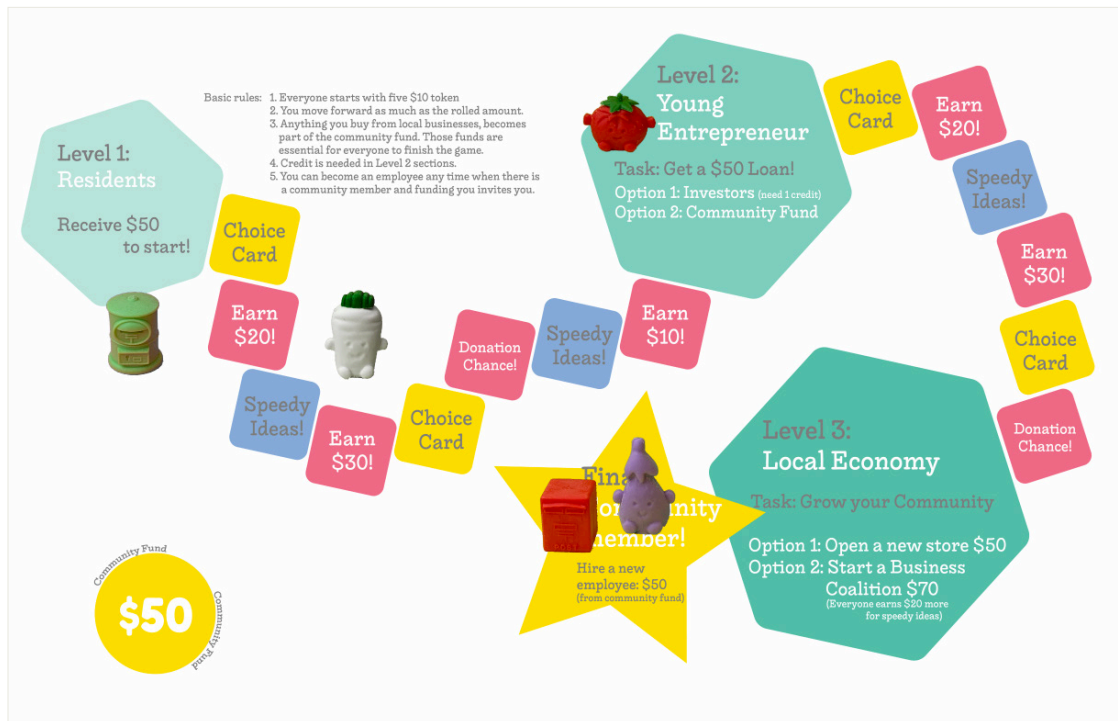 Basic rules: 1. Everyone starts with five $10 token
2. You move forward as much as the rolled amount.
3. Anything you buy from local businesses, becomes
part of the community fund. Those funds are
essential for everyone to finish the game.
4. Credit is needed in Level 2 sections.
5. You can become an employee any time when there is
a community member and funding you invites you.
Level 1:
Residents
Receive $50
to start!
Choice
Card
Earn
$20!
Speedy
Ideas!
Earn
$30!
Choice
Card
Donation
Chance!
Speedy
Ideas!
Earn
$10!
Level 2:
Young
Entrepreneur
Task: Get a $50 Loan!
Option 1: Investors (need 1 credit)
Option 2: Community Fund
Choice
Card
Earn
$20!
Speedy
Ideas!
Earn
$30!
Choice
Card
Donation
Chance!
Level 3:
Local Economy
Task: Grow your Community
Option 1: Open a new store $50
Option 2: Start a Business
Coalition $70
(Everyone earns $20 more
for speedy ideas)
Hire a new
employee: $50
(from community fund)
Community Fund
$50
Community Fund